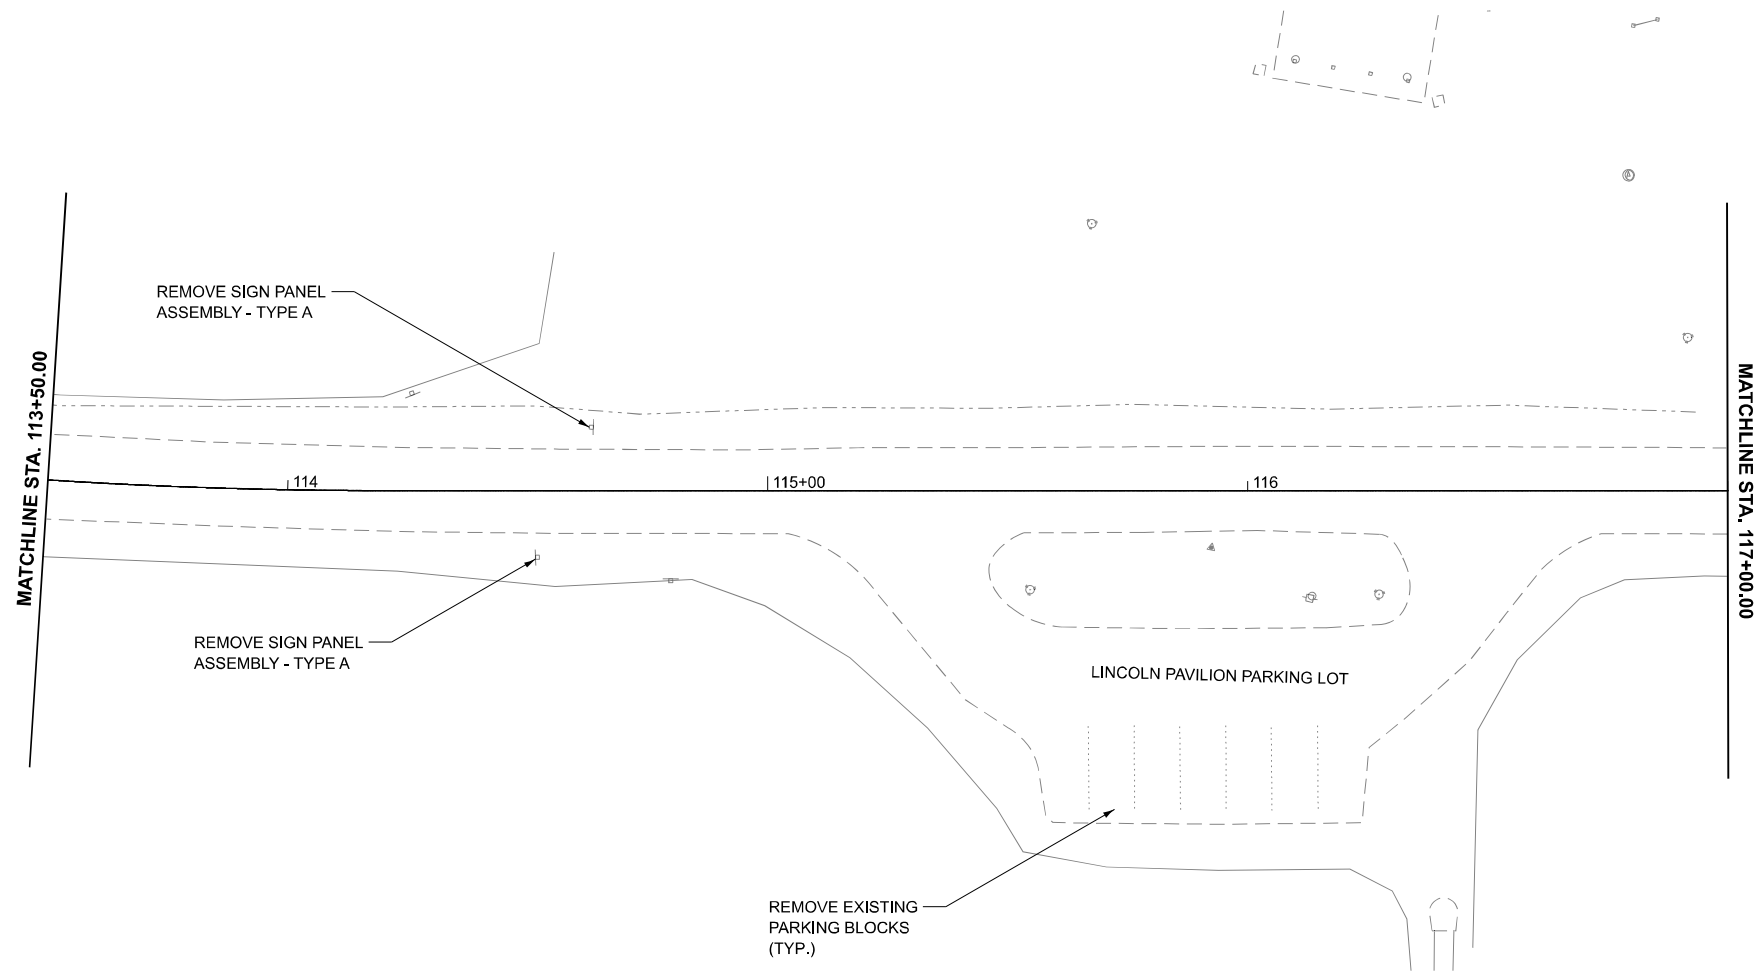 REMOVE SIGN PANEL
ASSEMBLY - TYPE A
MATCHLINE STA. 113+50.00
MATCHLINE STA. 117+00.00
114
115+00
116
REMOVE SIGN PANEL
ASSEMBLY - TYPE A
LINCOLN PAVILION PARKING LOT
REMOVE EXISTING
PARKING BLOCKS
(TYP.)